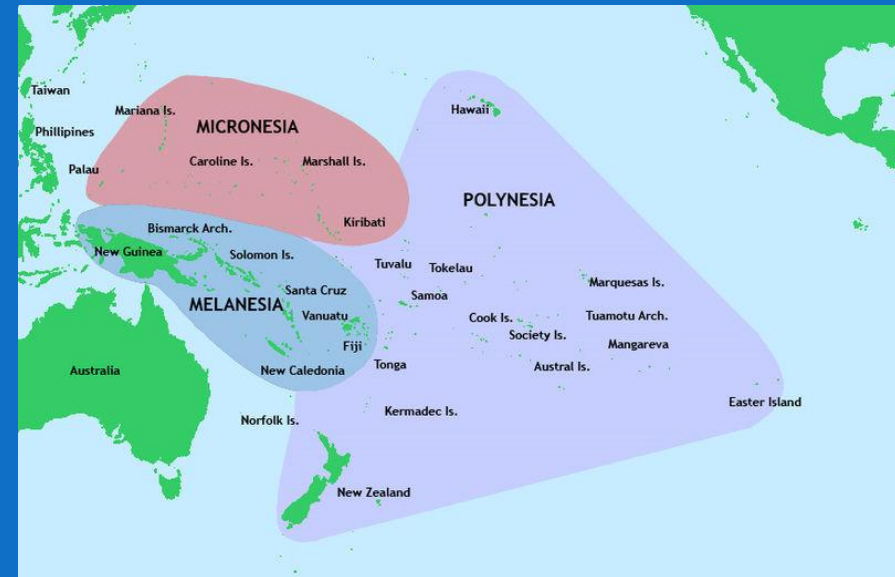 Taiwan
Hawaii
Mariana Is.
MICRONESIA
Phillipines
Caroline Is.
Marshall Is.
Palau
POLYNESIA
Kiribati
Bismarck Arch.
New Guinea
Solomon Is.
Tuvalu
Tokelau
Marquesas Is.
Santa Cruz
Samoa
MELANESIA
Vanuatu
Cook Is.
Tuamotu Arch.
Society Is.
Fiji
Mangareva
Tonga
Austral Is.
Australia
New Caledonia
Easter Island
Kermadec Is.
Norfolk Is.
New Zealand